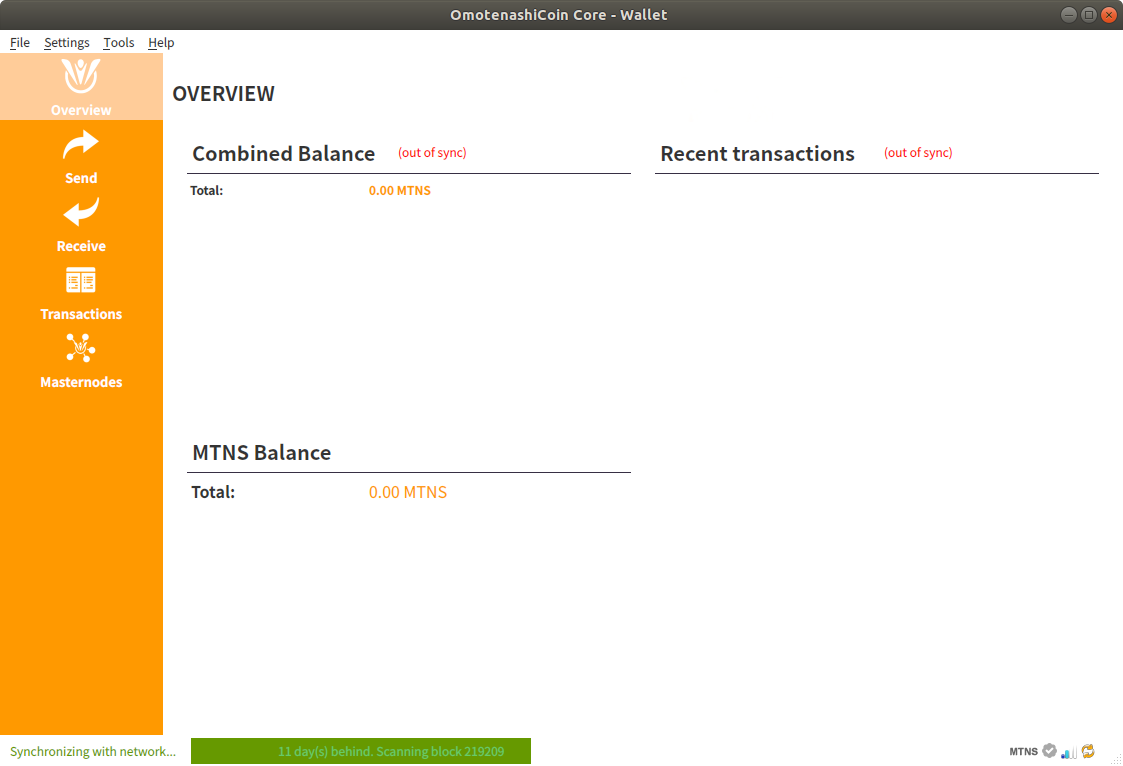 OmotenashiCoin Core - Wallet
File Settings Tools Help
Overview
Send
Receive
Transactions
Masternodes
OVERVIEW
Combined Balance (out of sync)
Total: 0.00 MTNS
Recent transactions (out of sync)
MTNS Balance
Total: 0.00 MTNS
Synchronizing with network... 11 day(s) behind. Scanning block 219209 MTNS